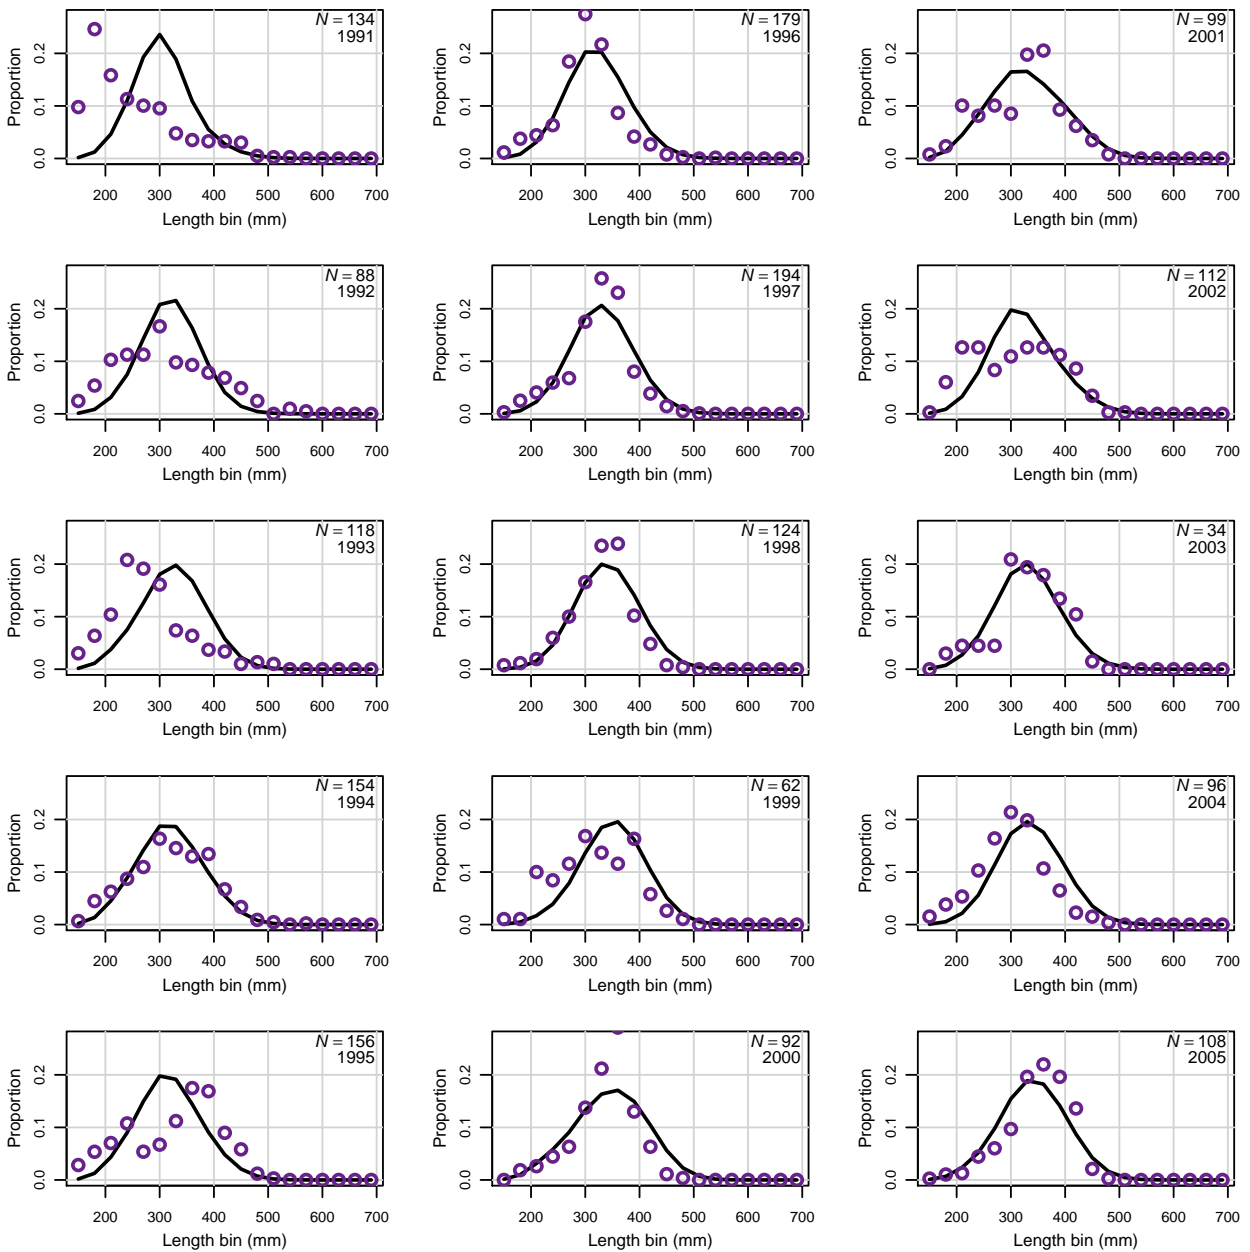 N = 134
1991
Proportion
0.0 0.1 0.2
200 300 400 500 600 700
Length bin (mm)
N = 179
1996
Proportion
0.0 0.1 0.2
200 300 400 500 600 700
Length bin (mm)
N = 99
2001
Proportion
0.0 0.1 0.2
200 300 400 500 600 700
Length bin (mm)
N = 88
1992
Proportion
0.0 0.1 0.2
200 300 400 500 600 700
Length bin (mm)
N = 194
1997
Proportion
0.0 0.1 0.2
200 300 400 500 600 700
Length bin (mm)
N = 112
2002
Proportion
0.0 0.1 0.2
200 300 400 500 600 700
Length bin (mm)
N = 118
1993
Proportion
0.0 0.1 0.2
200 300 400 500 600 700
Length bin (mm)
N = 124
1998
Proportion
0.0 0.1 0.2
200 300 400 500 600 700
Length bin (mm)
N = 34
2003
Proportion
0.0 0.1 0.2
200 300 400 500 600 700
Length bin (mm)
N = 154
1994
Proportion
0.0 0.1 0.2
200 300 400 500 600 700
Length bin (mm)
N = 62
1999
Proportion
0.0 0.1 0.2
200 300 400 500 600 700
Length bin (mm)
N = 96
2004
Proportion
0.0 0.1 0.2
200 300 400 500 600 700
Length bin (mm)
N = 156
1995
Proportion
0.0 0.1 0.2
200 300 400 500 600 700
Length bin (mm)
N = 92
2000
Proportion
0.0 0.1 0.2
200 300 400 500 600 700
Length bin (mm)
N = 108
2005
Proportion
0.0 0.1 0.2
200 300 400 500 600 700
Length bin (mm)